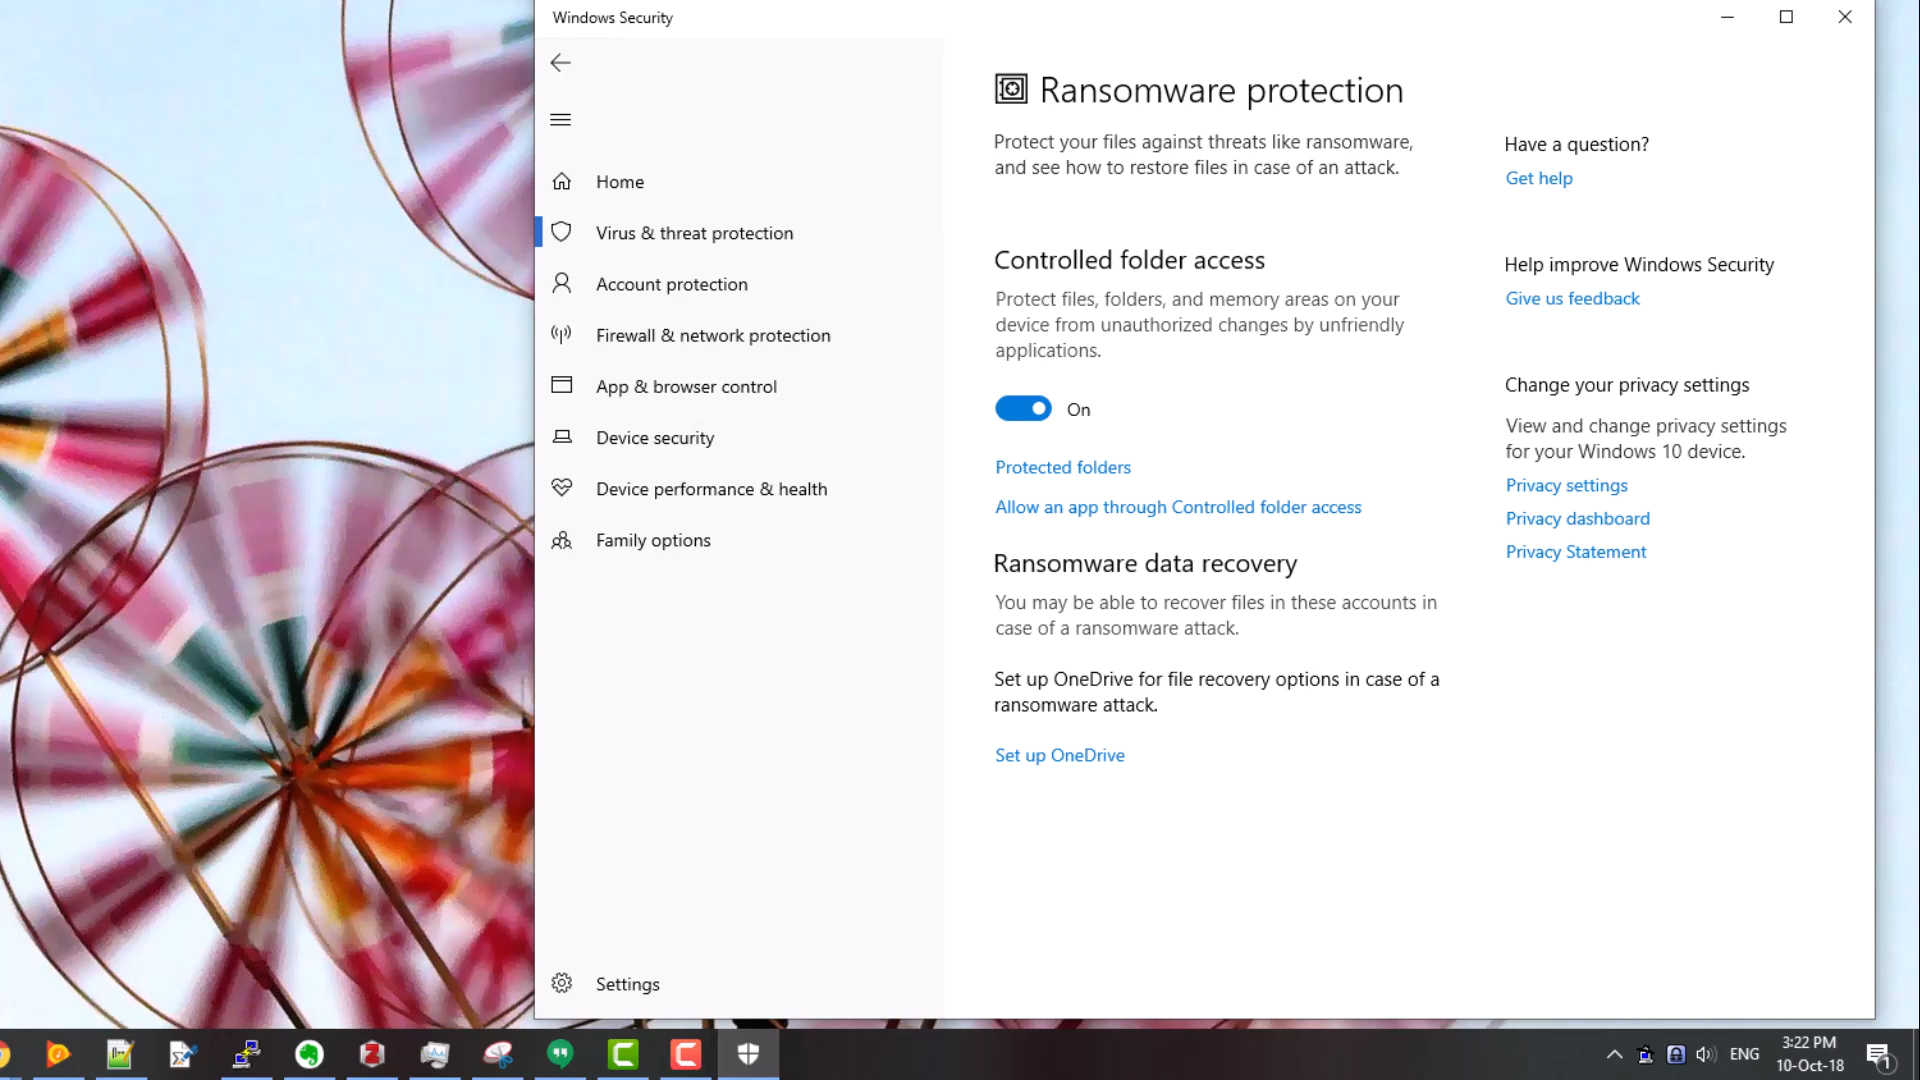 Windows Security
Home
Virus & threat protection
Account protection
Firewall & network protection
App & browser control
Device security
Device performance & health
Family options
Settings
Ransomware protection
Protect your files against threats like ransomware,
and see how to restore files in case of an attack.
Controlled folder access
Protect files, folders, and memory areas on your
device from unauthorized changes by unfriendly
applications.
On
Protected folders
Allow an app through Controlled folder access
Ransomware data recovery
You may be able to recover files in these accounts in
case of a ransomware attack.
Set up OneDrive for file recovery options in case of a
ransomware attack.
Set up OneDrive
Have a question?
Get help
Help improve Windows Security
Give us feedback
Change your privacy settings
View and change privacy settings
for your Windows 10 device.
Privacy settings
Privacy dashboard
Privacy Statement
ENG
3:22 PM
10-Oct-18
1